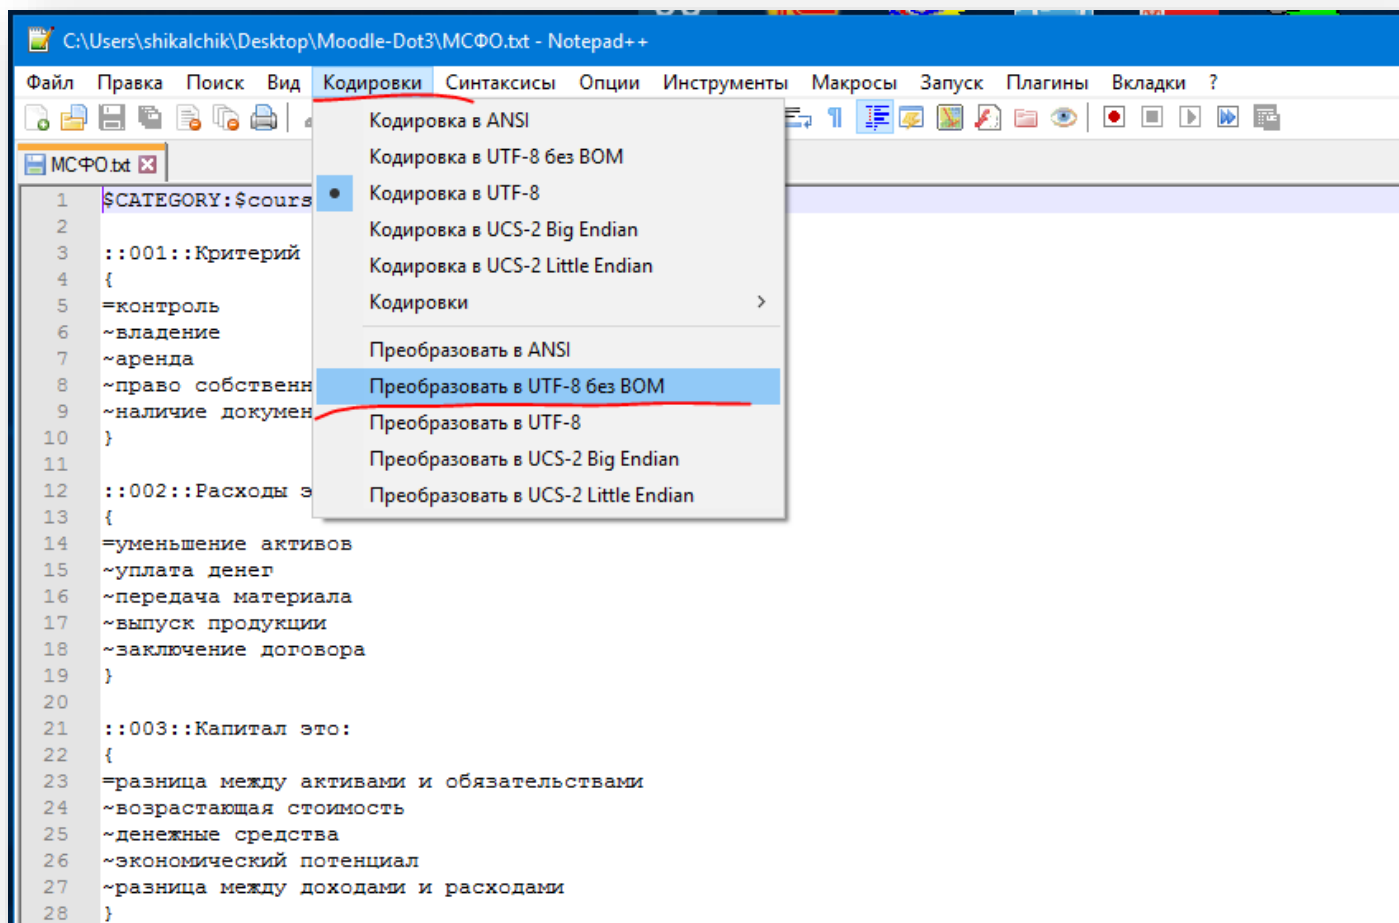 C:\Users\shikalchik\Desktop\Moodle-Dot3\МСФО.txt - Notepad++
Файл Правка Поиск Вид Кодировки Синтаксисы Опции Инструменты Макросы Запуск Плагины Вкладки ?
МСФО.txt
Кодировка в ANSI
Кодировка в UTF-8 без BOM
Кодировка в UTF-8
Кодировка в UCS-2 Big Endian
Кодировка в UCS-2 Little Endian
Кодировки
Преобразовать в ANSI
Преобразовать в UTF-8 без BOM
Преобразовать в UTF-8
Преобразовать в UCS-2 Big Endian
Преобразовать в UCS-2 Little Endian
1 $CATEGORY:$cours
2
3 ::001::Критерий
4 {
5 =контроль
6 ~владение
7 ~аренда
8 ~право собственн
9 ~наличие докумен
10 }
11
12 ::002::Расходы э
13 {
14 =уменьшение активов
15 ~уплата денег
16 ~передача материала
17 ~выпуск продукции
18 ~заключение договора
19 }
20
21 ::003::Капитал это:
22 {
23 =разница между активами и обязательствами
24 ~возрастающая стоимость
25 ~денежные средства
26 ~экономический потенциал
27 ~разница между доходами и расходами
28 }